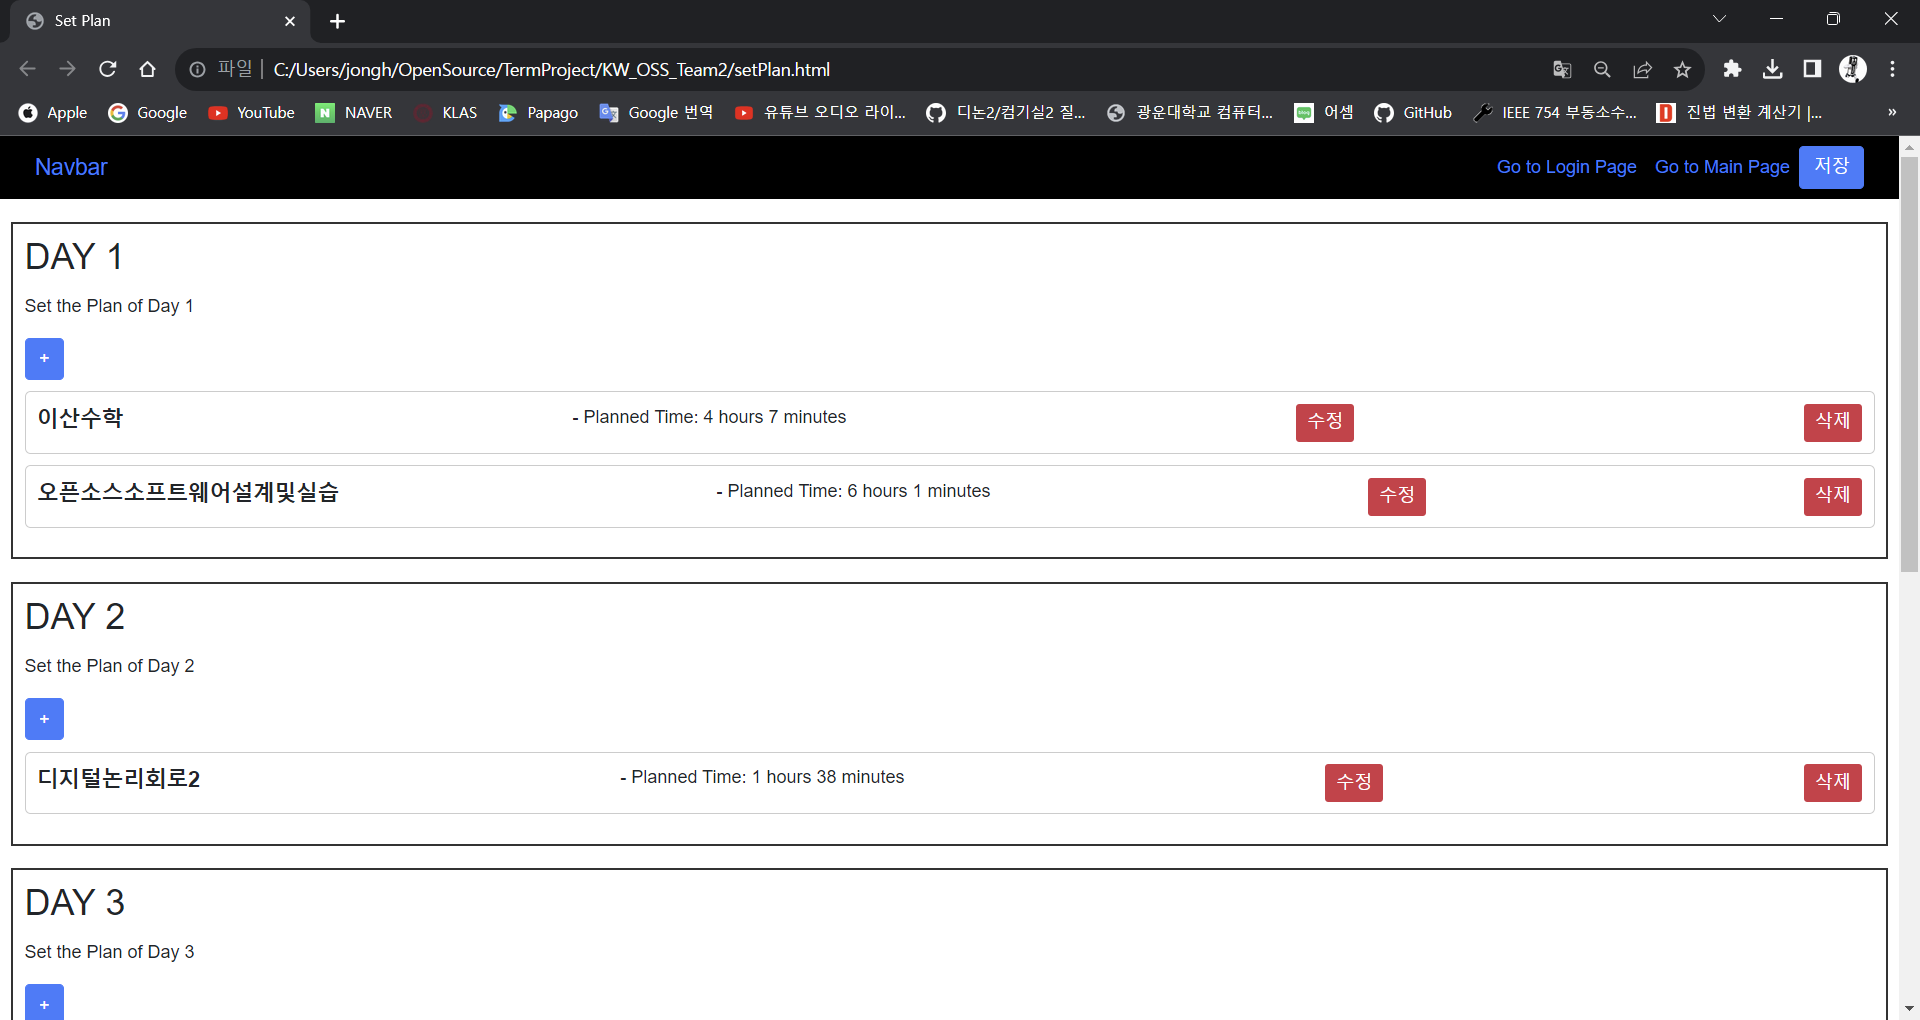 Set Plan
파일 | C:/Users/jongh/OpenSource/TermProject/KW_OSS_Team2/setPlan.html
Apple Google YouTube NAVER KLAS Papago Google 번역 유튜브 오디오 라이... 디논2/컴기실2 질... 광운대학교 컴퓨터... 어셈 GitHub IEEE 754 부동소수... 진법 변환 계산기 |... »
Navbar Go to Login Page Go to Main Page 저장
DAY 1
Set the Plan of Day 1
+
이산수학 - Planned Time: 4 hours 7 minutes 수정 삭제
오픈소스소프트웨어설계및실습 - Planned Time: 6 hours 1 minutes 수정 삭제
DAY 2
Set the Plan of Day 2
+
디지털논리회로2 - Planned Time: 1 hours 38 minutes 수정 삭제
DAY 3
Set the Plan of Day 3
+